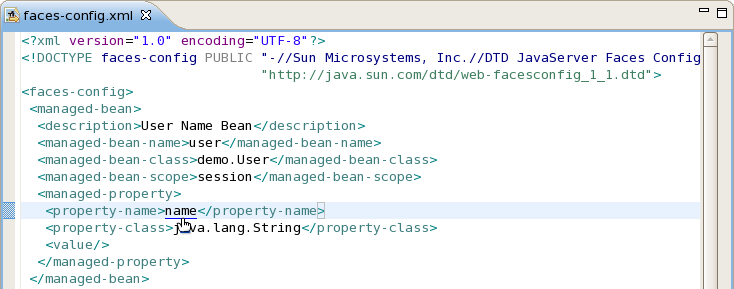 faces-config.xml
<?xml version="1.0" encoding="UTF-8"?>
<!DOCTYPE faces-config PUBLIC "-//Sun Microsystems, Inc.//DTD JavaServer Faces Config
"http://java.sun.com/dtd/web-facesconfig_1_1.dtd">
<faces-config>
<managed-bean>
<description>User Name Bean</description>
<managed-bean-name>user</managed-bean-name>
<managed-bean-class>demo.User</managed-bean-class>
<managed-bean-scope>session</managed-bean-scope>
<managed-property>
<property-name>name</property-name>
<property-class>java.lang.String</property-class>
<value/>
</managed-property>
</managed-bean>